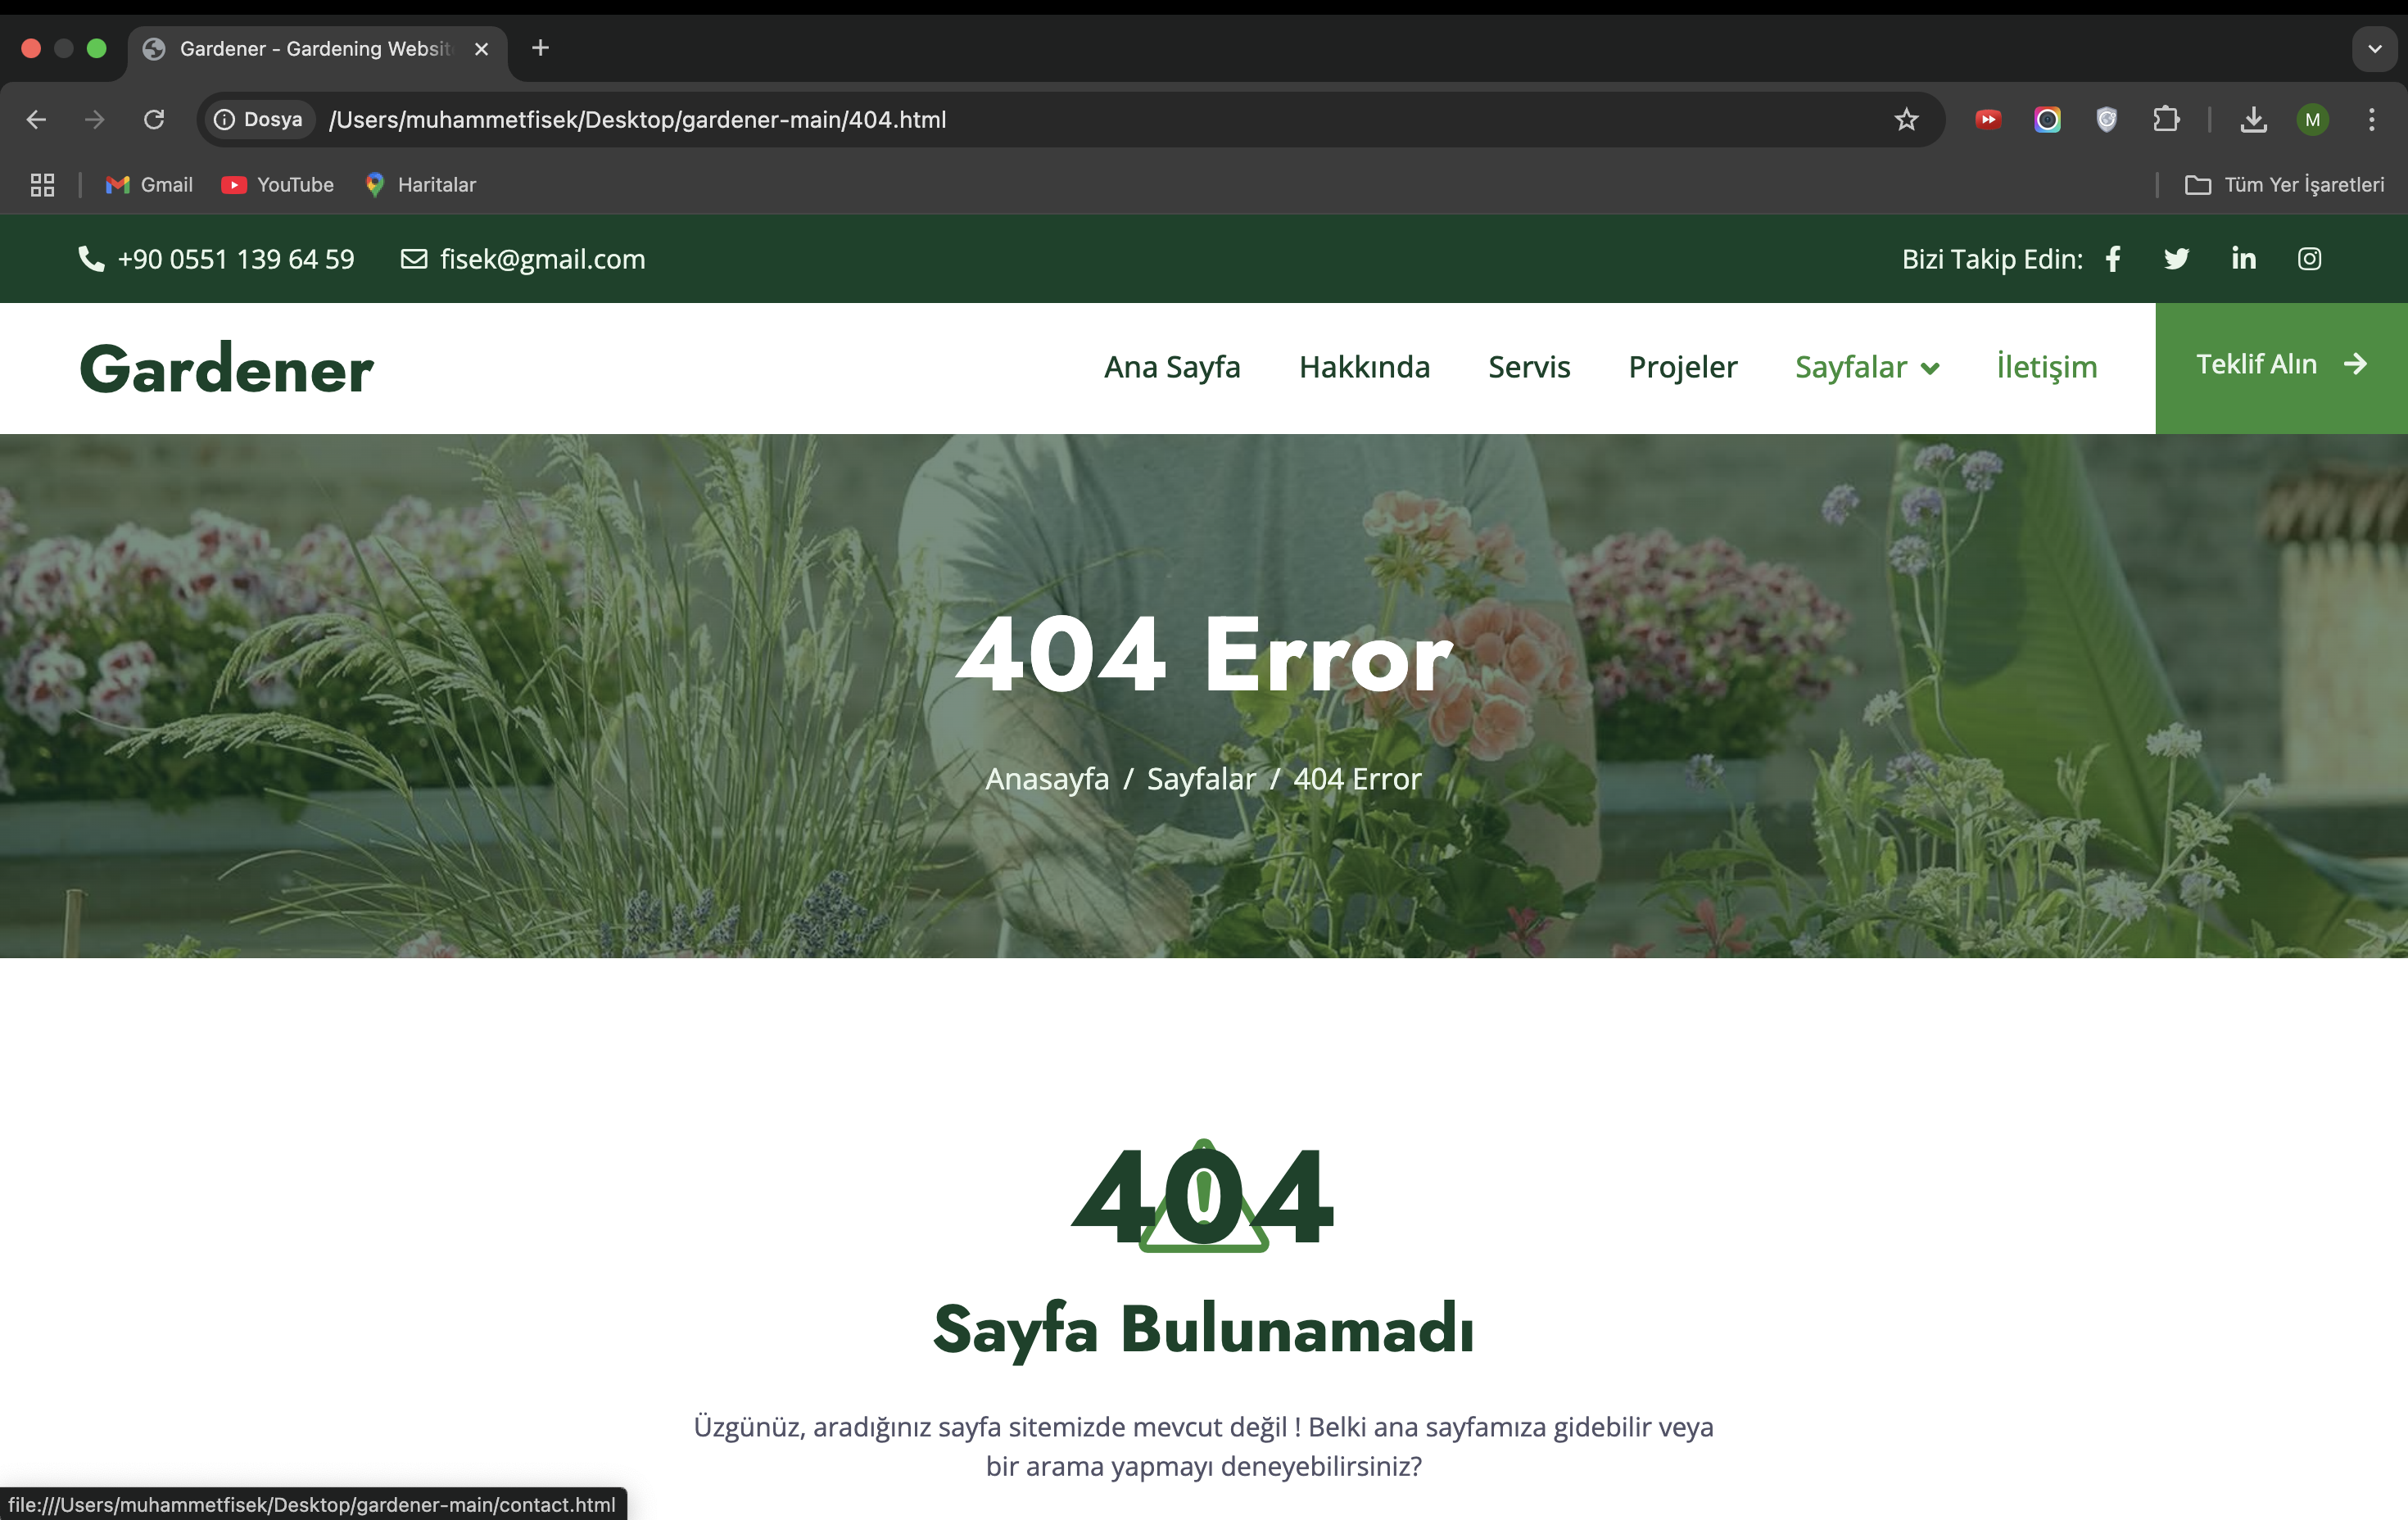 Gardener - Gardening Websit
Dosya /Users/muhammetfisek/Desktop/gardener-main/404.html
M
Gmail YouTube Haritalar Tüm Yer İşaretleri
+90 0551 139 64 59 fisek@gmail.com Bizi Takip Edin:
Gardener Ana Sayfa Hakkında Servis Projeler Sayfalar İletişim Teklif Alın
404 Error
Anasayfa / Sayfalar / 404 Error
404
Sayfa Bulunamadı
Üzgünüz, aradığınız sayfa sitemizde mevcut değil ! Belki ana sayfamıza gidebilir veya
bir arama yapmayı deneyebilirsiniz?
file:///Users/muhammetfisek/Desktop/gardener-main/contact.html